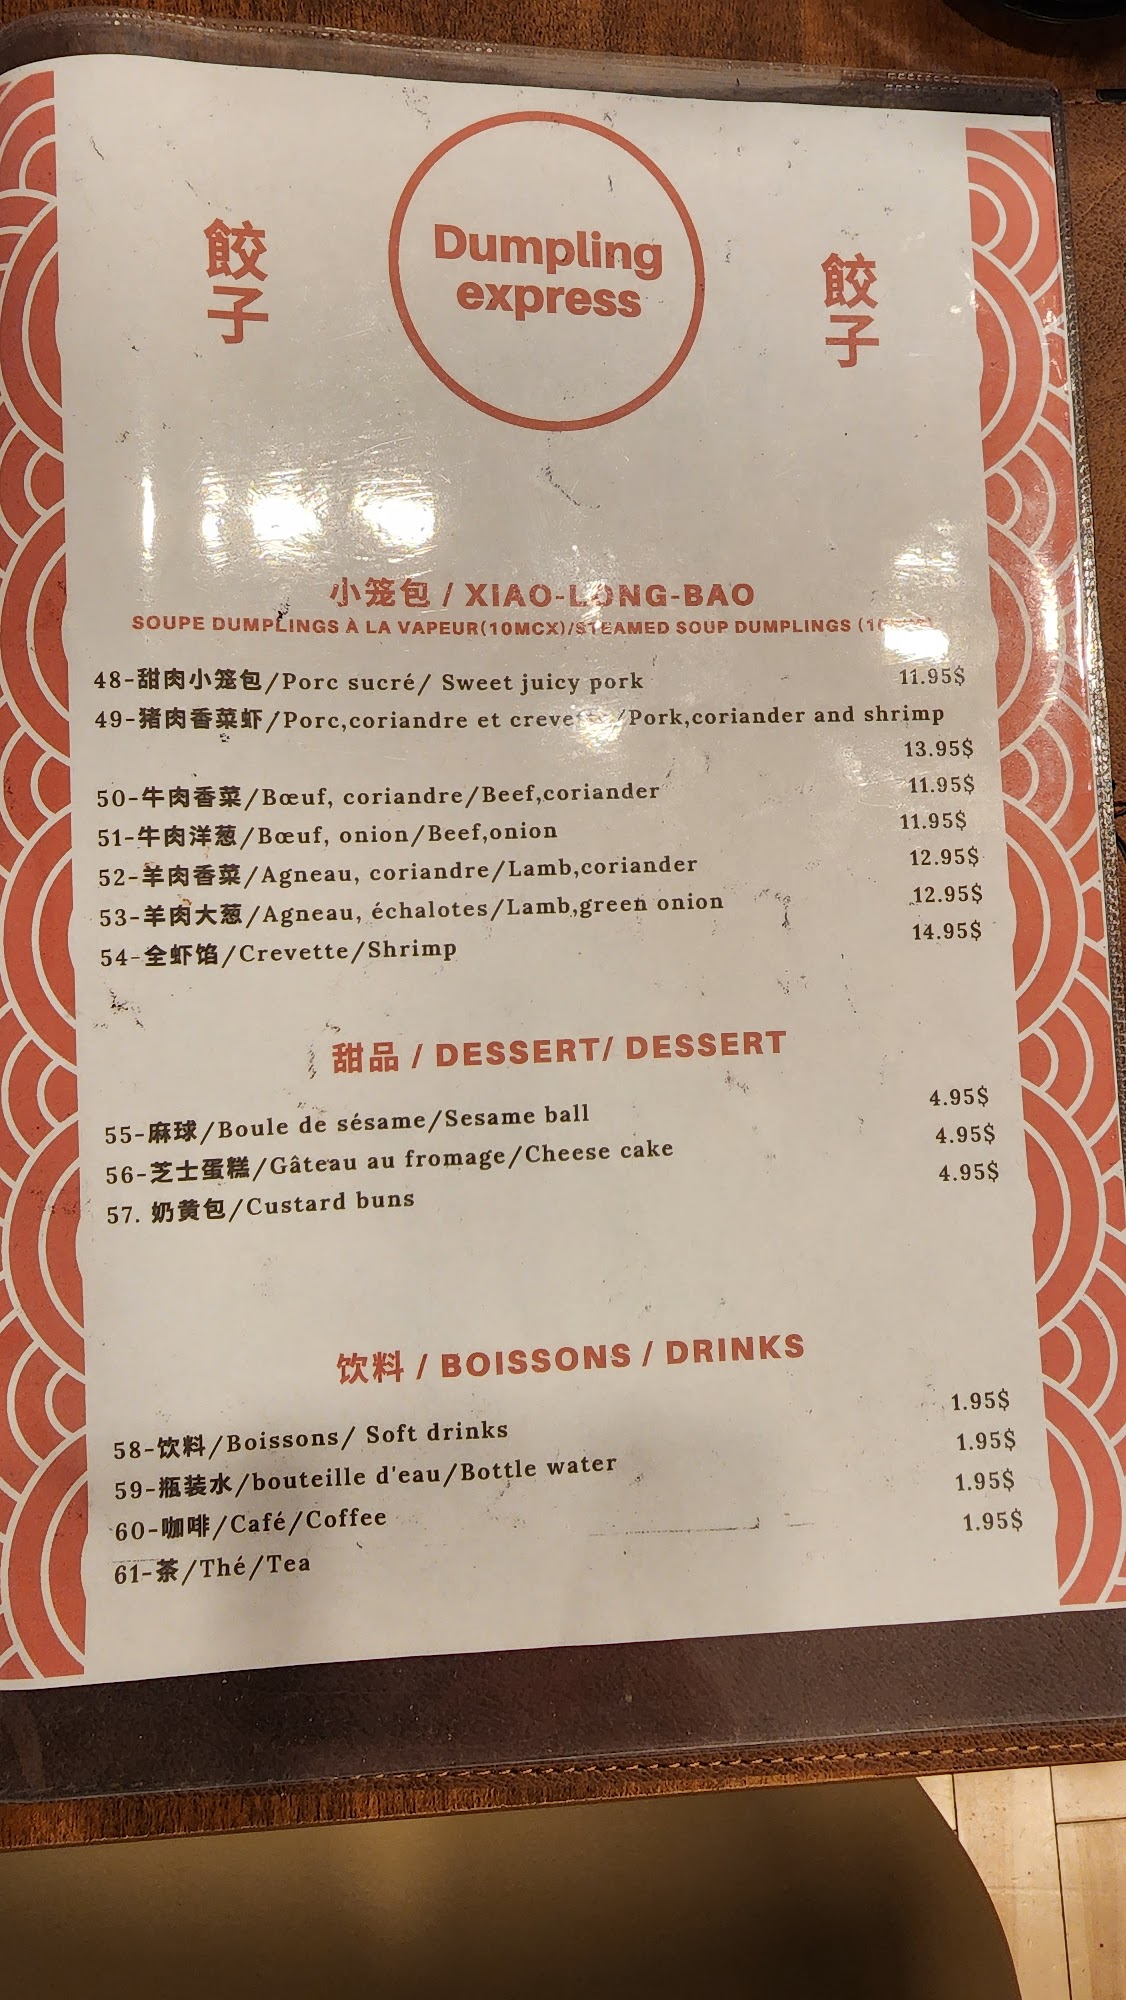 餃子
Dumpling
express
餃子
小笼包 / XIAO-LONG-BAO
SOUPE DUMPLINGS À LA VAPEUR(10MCX)/STEAMED SOUP DUMPLINGS
48-甜肉小笼包/Porc sucré/ Sweet juicy pork 11.95$
49-猪肉香菜虾/Porc,coriandre et /Pork,coriander and shrimp
13.95$
50-牛肉香菜/Bœuf, coriandre/Beef,coriander 11.95$
51-牛肉洋葱/Bœuf, onion/Beef,onion 11.95$
52-羊肉香菜/Agneau, coriandre/Lamb,coriander 12.95$
53-羊肉大葱/Agneau, échalotes/Lamb,green onion 12.95$
54-全虾馅/Crevette/Shrimp 14.95$
甜品 / DESSERT/ DESSERT
55-麻球/Boule de sésame/Sesame ball 4.95$
56-芝士蛋糕/Gâteau au fromage/Cheese cake 4.95$
57. 奶黄包/Custard buns 4.95$
饮料 / BOISSONS / DRINKS
58-饮料/Boissons/ Soft drinks 1.95$
59-瓶装水/bouteille d'eau/Bottle water 1.95$
60-咖啡/Café/Coffee 1.95$
61-茶/Thé/Tea 1.95$